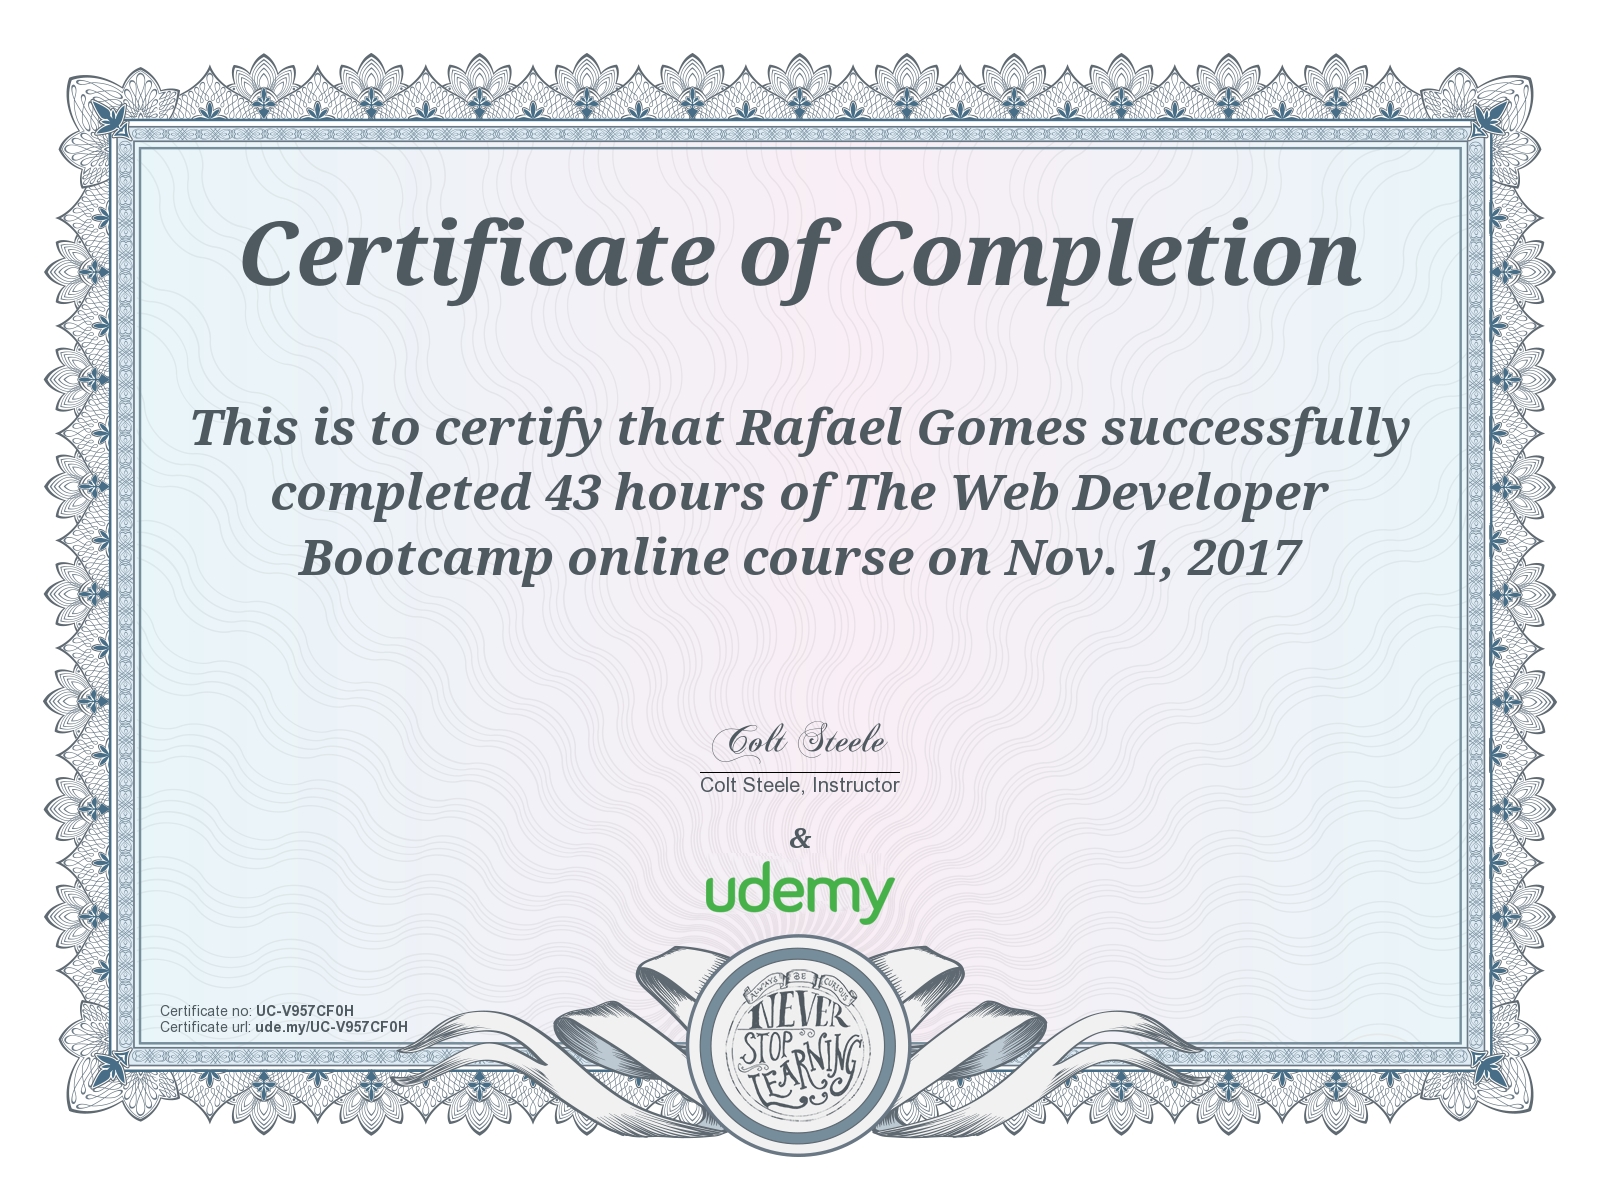 Certificate of Completion
This is to certify that Rafael Gomes successfully
completed 43 hours of The Web Developer
Bootcamp online course on Nov. 1, 2017
Colt Steele
Colt Steele, Instructor
&
udemy
Certificate no: UC-V957CF0H
Certificate url: ude.my/UC-V957CF0H
ALWAYS BE CURIOUS
NEVER
STOP
LEARNING